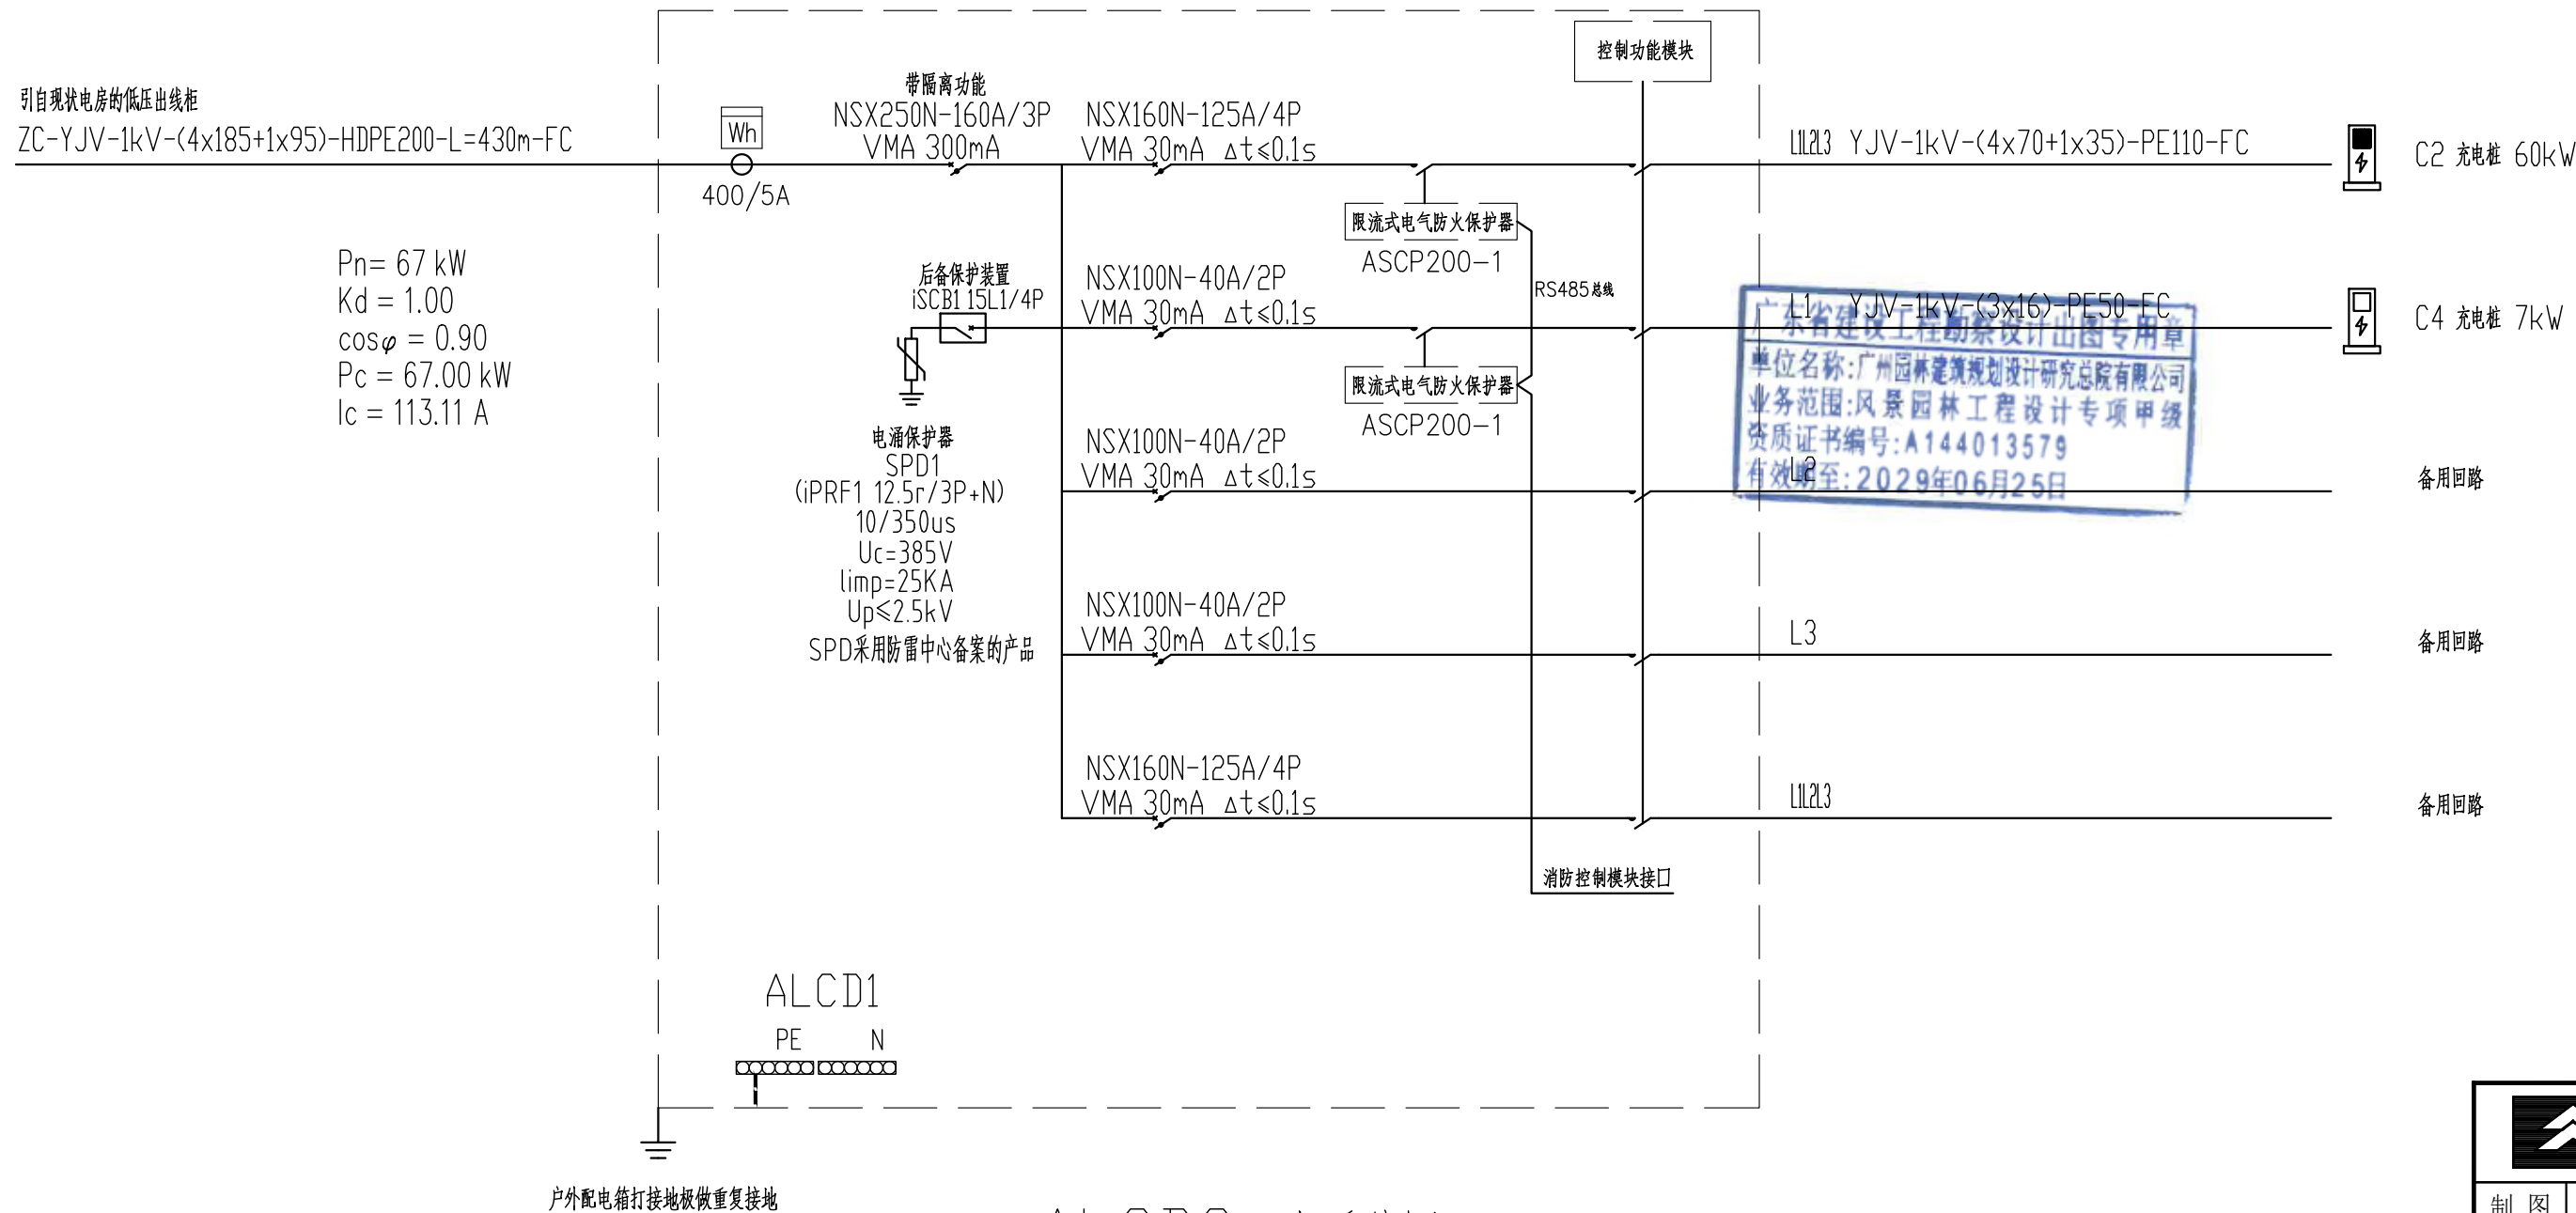 控制功能模块
引自现状电房的低压出线柜
ZC-YJV-1kV-(4x185+1x95)-HDPE200-L=430m-FC
Wh
400/5A
带隔离功能
NSX250N-160A/3P
VMA 300mA
NSX160N-125A/4P
VMA 30mA Δt≤0.1s
L1L2L3 YJV-1kV-(4x70+1x35)-PE110-FC
C2 充电桩 60kW
限流式电气防火保护器
ASCP200-1
Pn= 67 kW
Kd = 1.00
cosφ = 0.90
Pc = 67.00 kW
Ic = 113.11 A
后备保护装置
iSCB1 15L1/4P
NSX100N-40A/2P
VMA 30mA Δt≤0.1s
RS485总线
L1 YJV-1kV-(3x16)-PE50-FC
C4 充电桩 7kW
限流式电气防火保护器
ASCP200-1
广东省建设工程勘察设计出图专用章
单位名称:广州园林建筑规划设计研究总院有限公司
业务范围:风景园林工程设计专项甲级
资质证书编号:A144013579
有效期至:2029年06月25日
电涌保护器
SPD1
(iPRF1 12.5r/3P+N)
10/350us
Uc=385V
limp=25KA
Up≤2.5kV
SPD采用防雷中心备案的产品
NSX100N-40A/2P
VMA 30mA Δt≤0.1s
L2
备用回路
NSX100N-40A/2P
VMA 30mA Δt≤0.1s
L3
备用回路
NSX160N-125A/4P
VMA 30mA Δt≤0.1s
L1L2L3
备用回路
消防控制模块接口
ALCD1
PE N
户外配电箱打接地极做重复接地
制 图